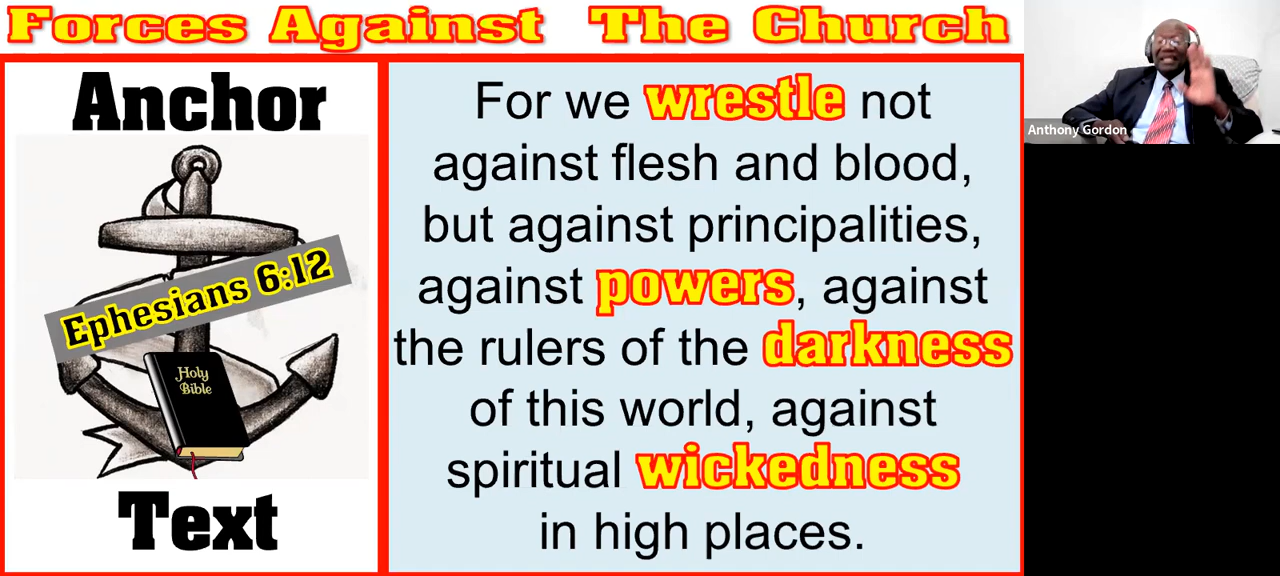 Forces Against The Church
Anchor
Ephesians 6:12
Holy
Bible
Text
For we wrestle not
against flesh and blood,
but against principalities,
against powers, against
the rulers of the darkness
of this world, against
spiritual wickedness
in high places.
Anthony Gordon